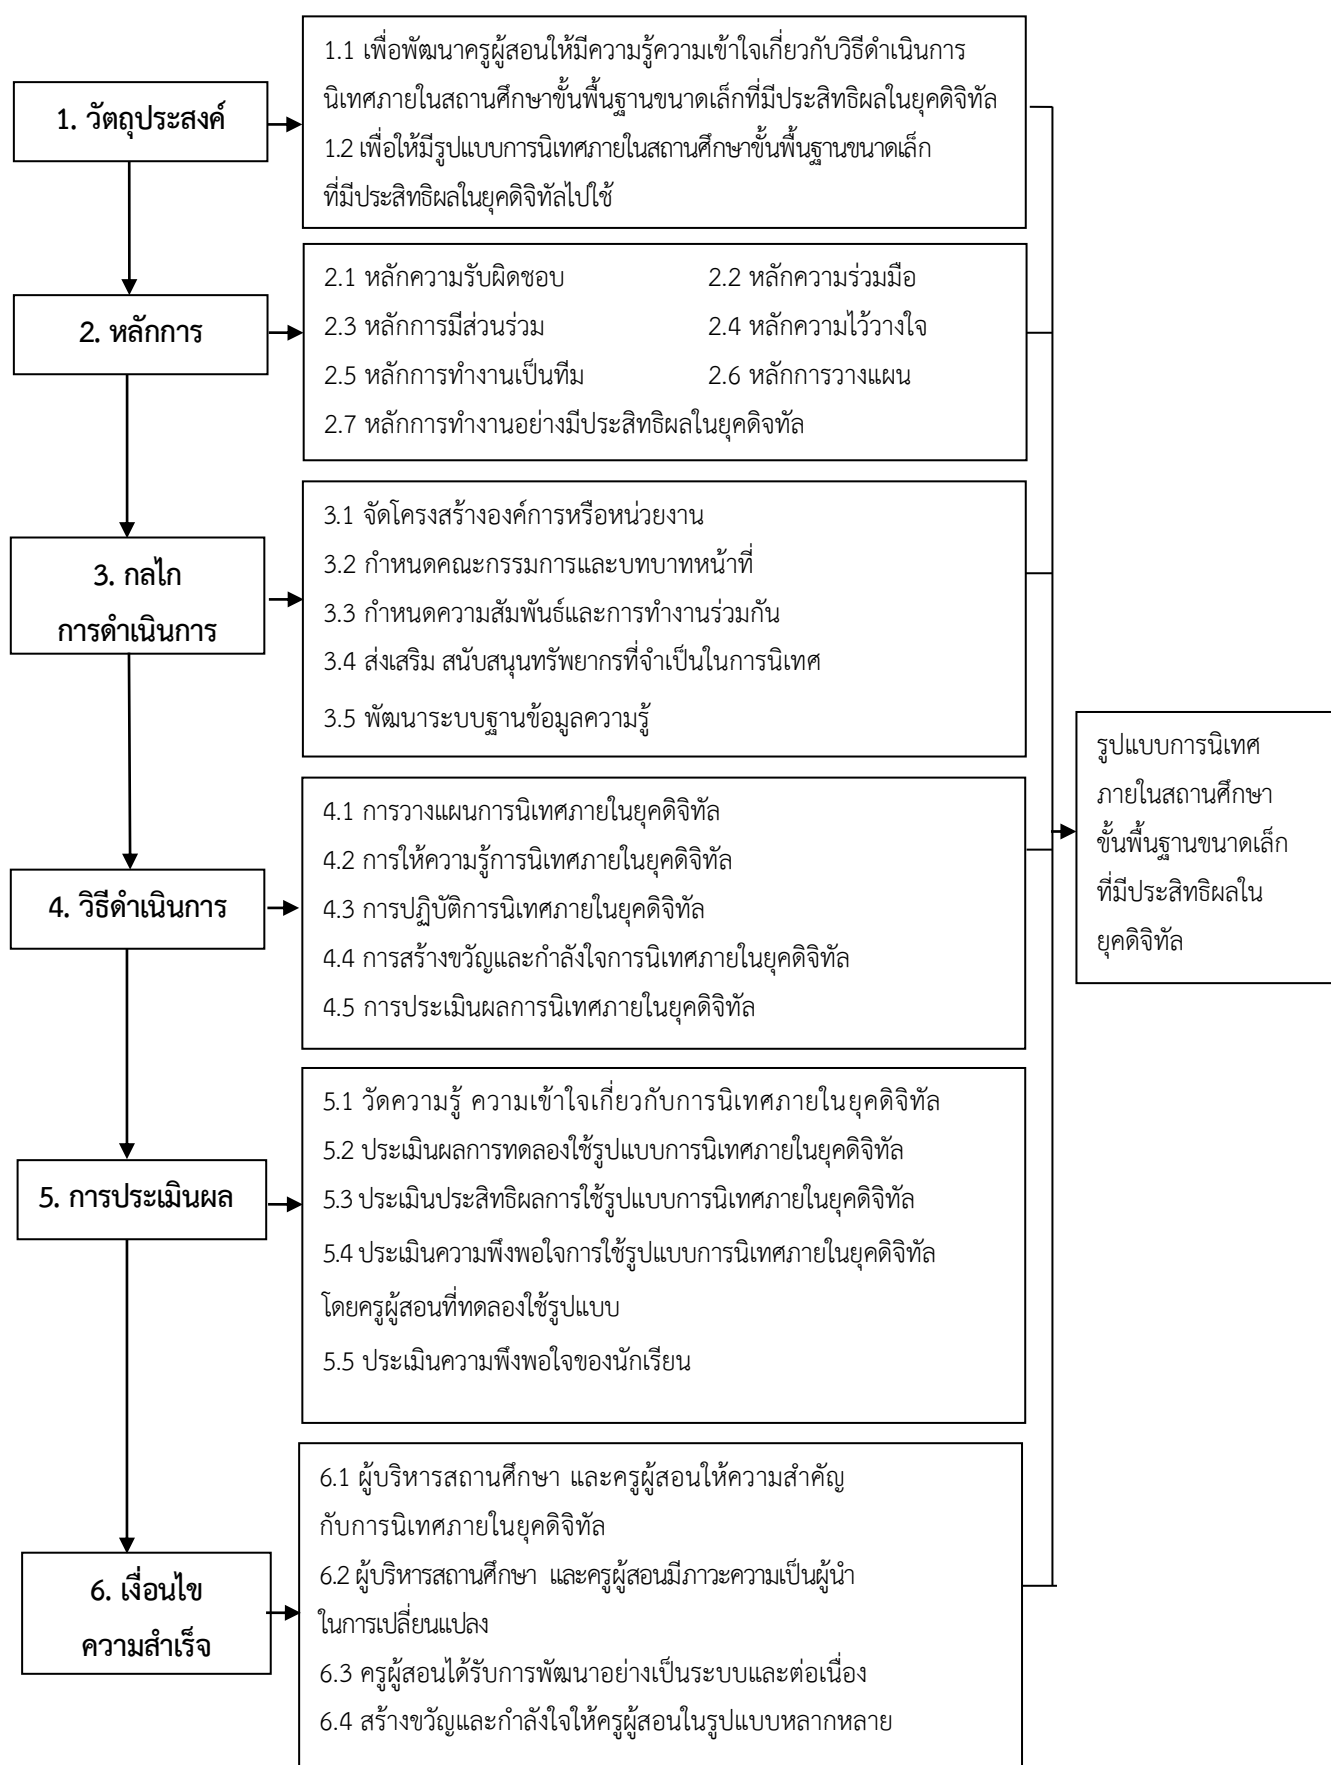 1. วัตถุประสงค์
1.1 เพื่อพัฒนาครูผู้สอนให้มีความรู้ความเข้าใจเกี่ยวกับวิธีดำเนินการ
นิเทศภายในสถานศึกษาขั้นพื้นฐานขนาดเล็กที่มีประสิทธิผลในยุคดิจิทัล
1.2 เพื่อให้มีรูปแบบการนิเทศภายในสถานศึกษาขั้นพื้นฐานขนาดเล็ก
ที่มีประสิทธิผลในยุคดิจิทัลไปใช้
2. หลักการ
2.1 หลักความรับผิดชอบ 2.2 หลักความร่วมมือ
2.3 หลักการมีส่วนร่วม 2.4 หลักความไว้วางใจ
2.5 หลักการทำงานเป็นทีม 2.6 หลักการวางแผน
2.7 หลักการทำงานอย่างมีประสิทธิผลในยุคดิจทัล
3. กลไก
การดำเนินการ
3.1 จัดโครงสร้างองค์การหรือหน่วยงาน
3.2 กำหนดคณะกรรมการและบทบาทหน้าที่
3.3 กำหนดความสัมพันธ์และการทำงานร่วมกัน
3.4 ส่งเสริม สนับสนุนทรัพยากรที่จำเป็นในการนิเทศ
3.5 พัฒนาระบบฐานข้อมูลความรู้
4. วิธีดำเนินการ
4.1 การวางแผนการนิเทศภายในยุคดิจิทัล
4.2 การให้ความรู้การนิเทศภายในยุคดิจิทัล
4.3 การปฏิบัติการนิเทศภายในยุคดิจิทัล
4.4 การสร้างขวัญและกำลังใจการนิเทศภายในยุคดิจิทัล
4.5 การประเมินผลการนิเทศภายในยุคดิจิทัล
5. การประเมินผล
5.1 วัดความรู้ ความเข้าใจเกี่ยวกับการนิเทศภายในยุคดิจิทัล
5.2 ประเมินผลการทดลองใช้รูปแบบการนิเทศภายในยุคดิจิทัล
5.3 ประเมินประสิทธิผลการใช้รูปแบบการนิเทศภายในยุคดิจิทัล
5.4 ประเมินความพึงพอใจการใช้รูปแบบการนิเทศภายในยุคดิจิทัล
โดยครูผู้สอนที่ทดลองใช้รูปแบบ
5.5 ประเมินความพึงพอใจของนักเรียน
6. เงื่อนไข
ความสำเร็จ
6.1 ผู้บริหารสถานศึกษา และครูผู้สอนให้ความสำคัญ
กับการนิเทศภายในยุคดิจิทัล
6.2 ผู้บริหารสถานศึกษา และครูผู้สอนมีภาวะความเป็นผู้นำ
ในการเปลี่ยนแปลง
6.3 ครูผู้สอนได้รับการพัฒนาอย่างเป็นระบบและต่อเนื่อง
6.4 สร้างขวัญและกำลังใจให้ครูผู้สอนในรูปแบบหลากหลาย
รูปแบบการนิเทศ
ภายในสถานศึกษา
ขั้นพื้นฐานขนาดเล็ก
ที่มีประสิทธิผลใน
ยุคดิจิทัล